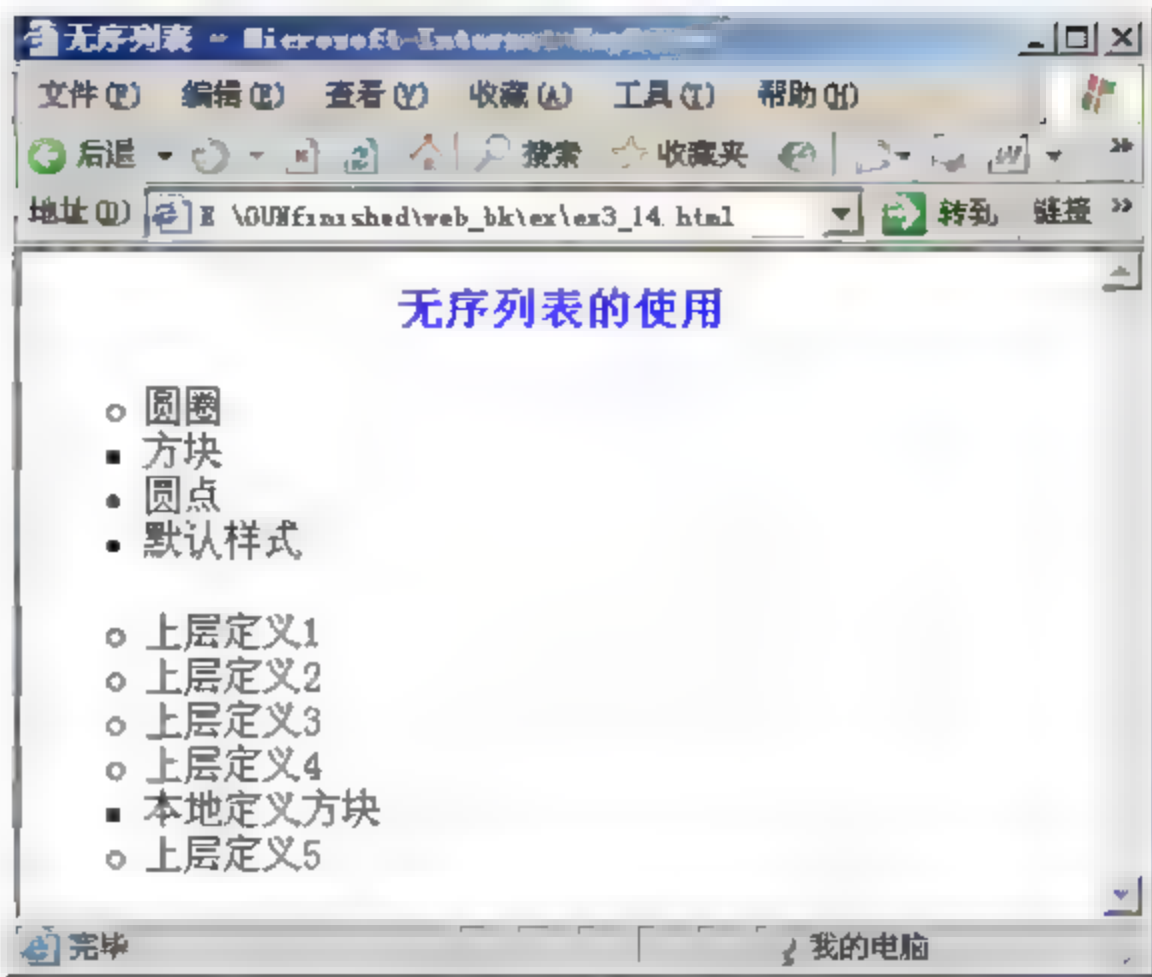 无序列表 - Microsoft Internet
文件(F) 编辑(E) 查看(V) 收藏(A) 工具(T) 帮助(H)
后退 搜索 收藏夹
地址(D) E \GUNfinished\web_bk\ex\ex3_14.html 转到 链接
无序列表的使用
圆圈
方块
圆点
默认样式
上层定义1
上层定义2
上层定义3
上层定义4
本地定义方块
上层定义5
完毕 我的电脑